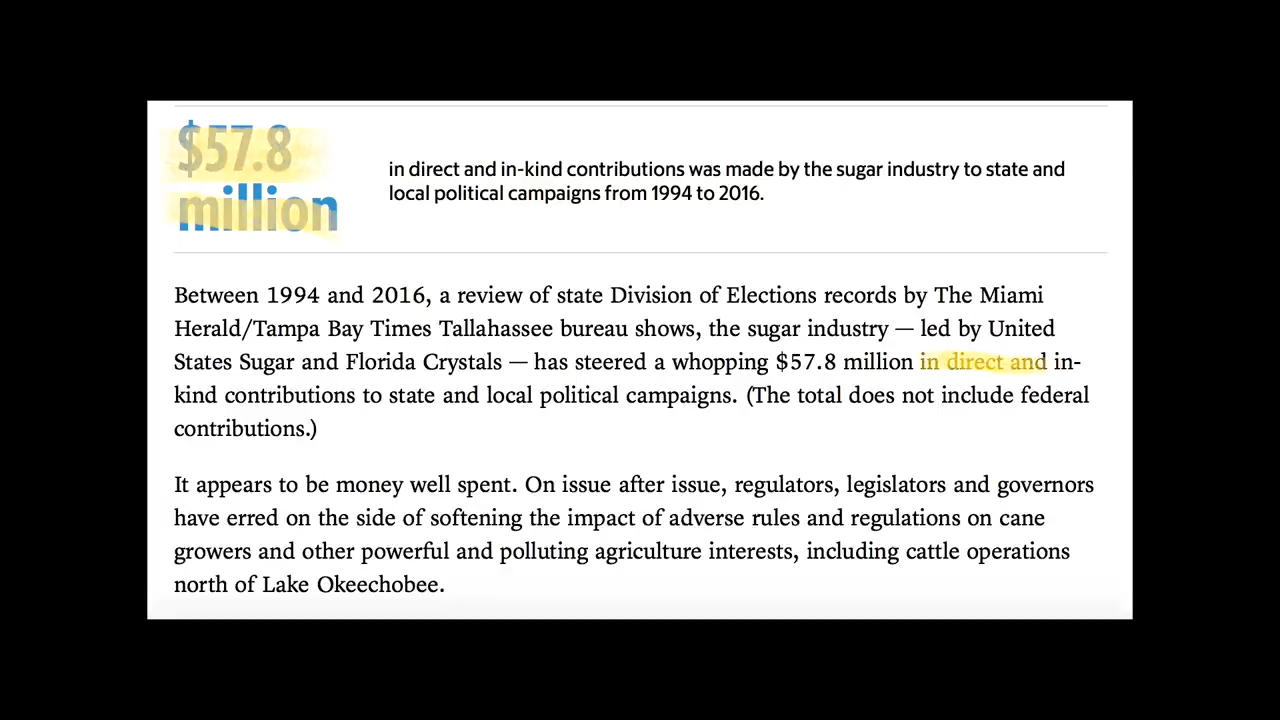 $57.8
million
in direct and in-kind contributions was made by the sugar industry to state and
local political campaigns from 1994 to 2016.
Between 1994 and 2016, a review of state Division of Elections records by The Miami
Herald/Tampa Bay Times Tallahassee bureau shows, the sugar industry — led by United
States Sugar and Florida Crystals — has steered a whopping $57.8 million in direct and in-
kind contributions to state and local political campaigns. (The total does not include federal
contributions.)
It appears to be money well spent. On issue after issue, regulators, legislators and governors
have erred on the side of softening the impact of adverse rules and regulations on cane
growers and other powerful and polluting agriculture interests, including cattle operations
north of Lake Okeechobee.